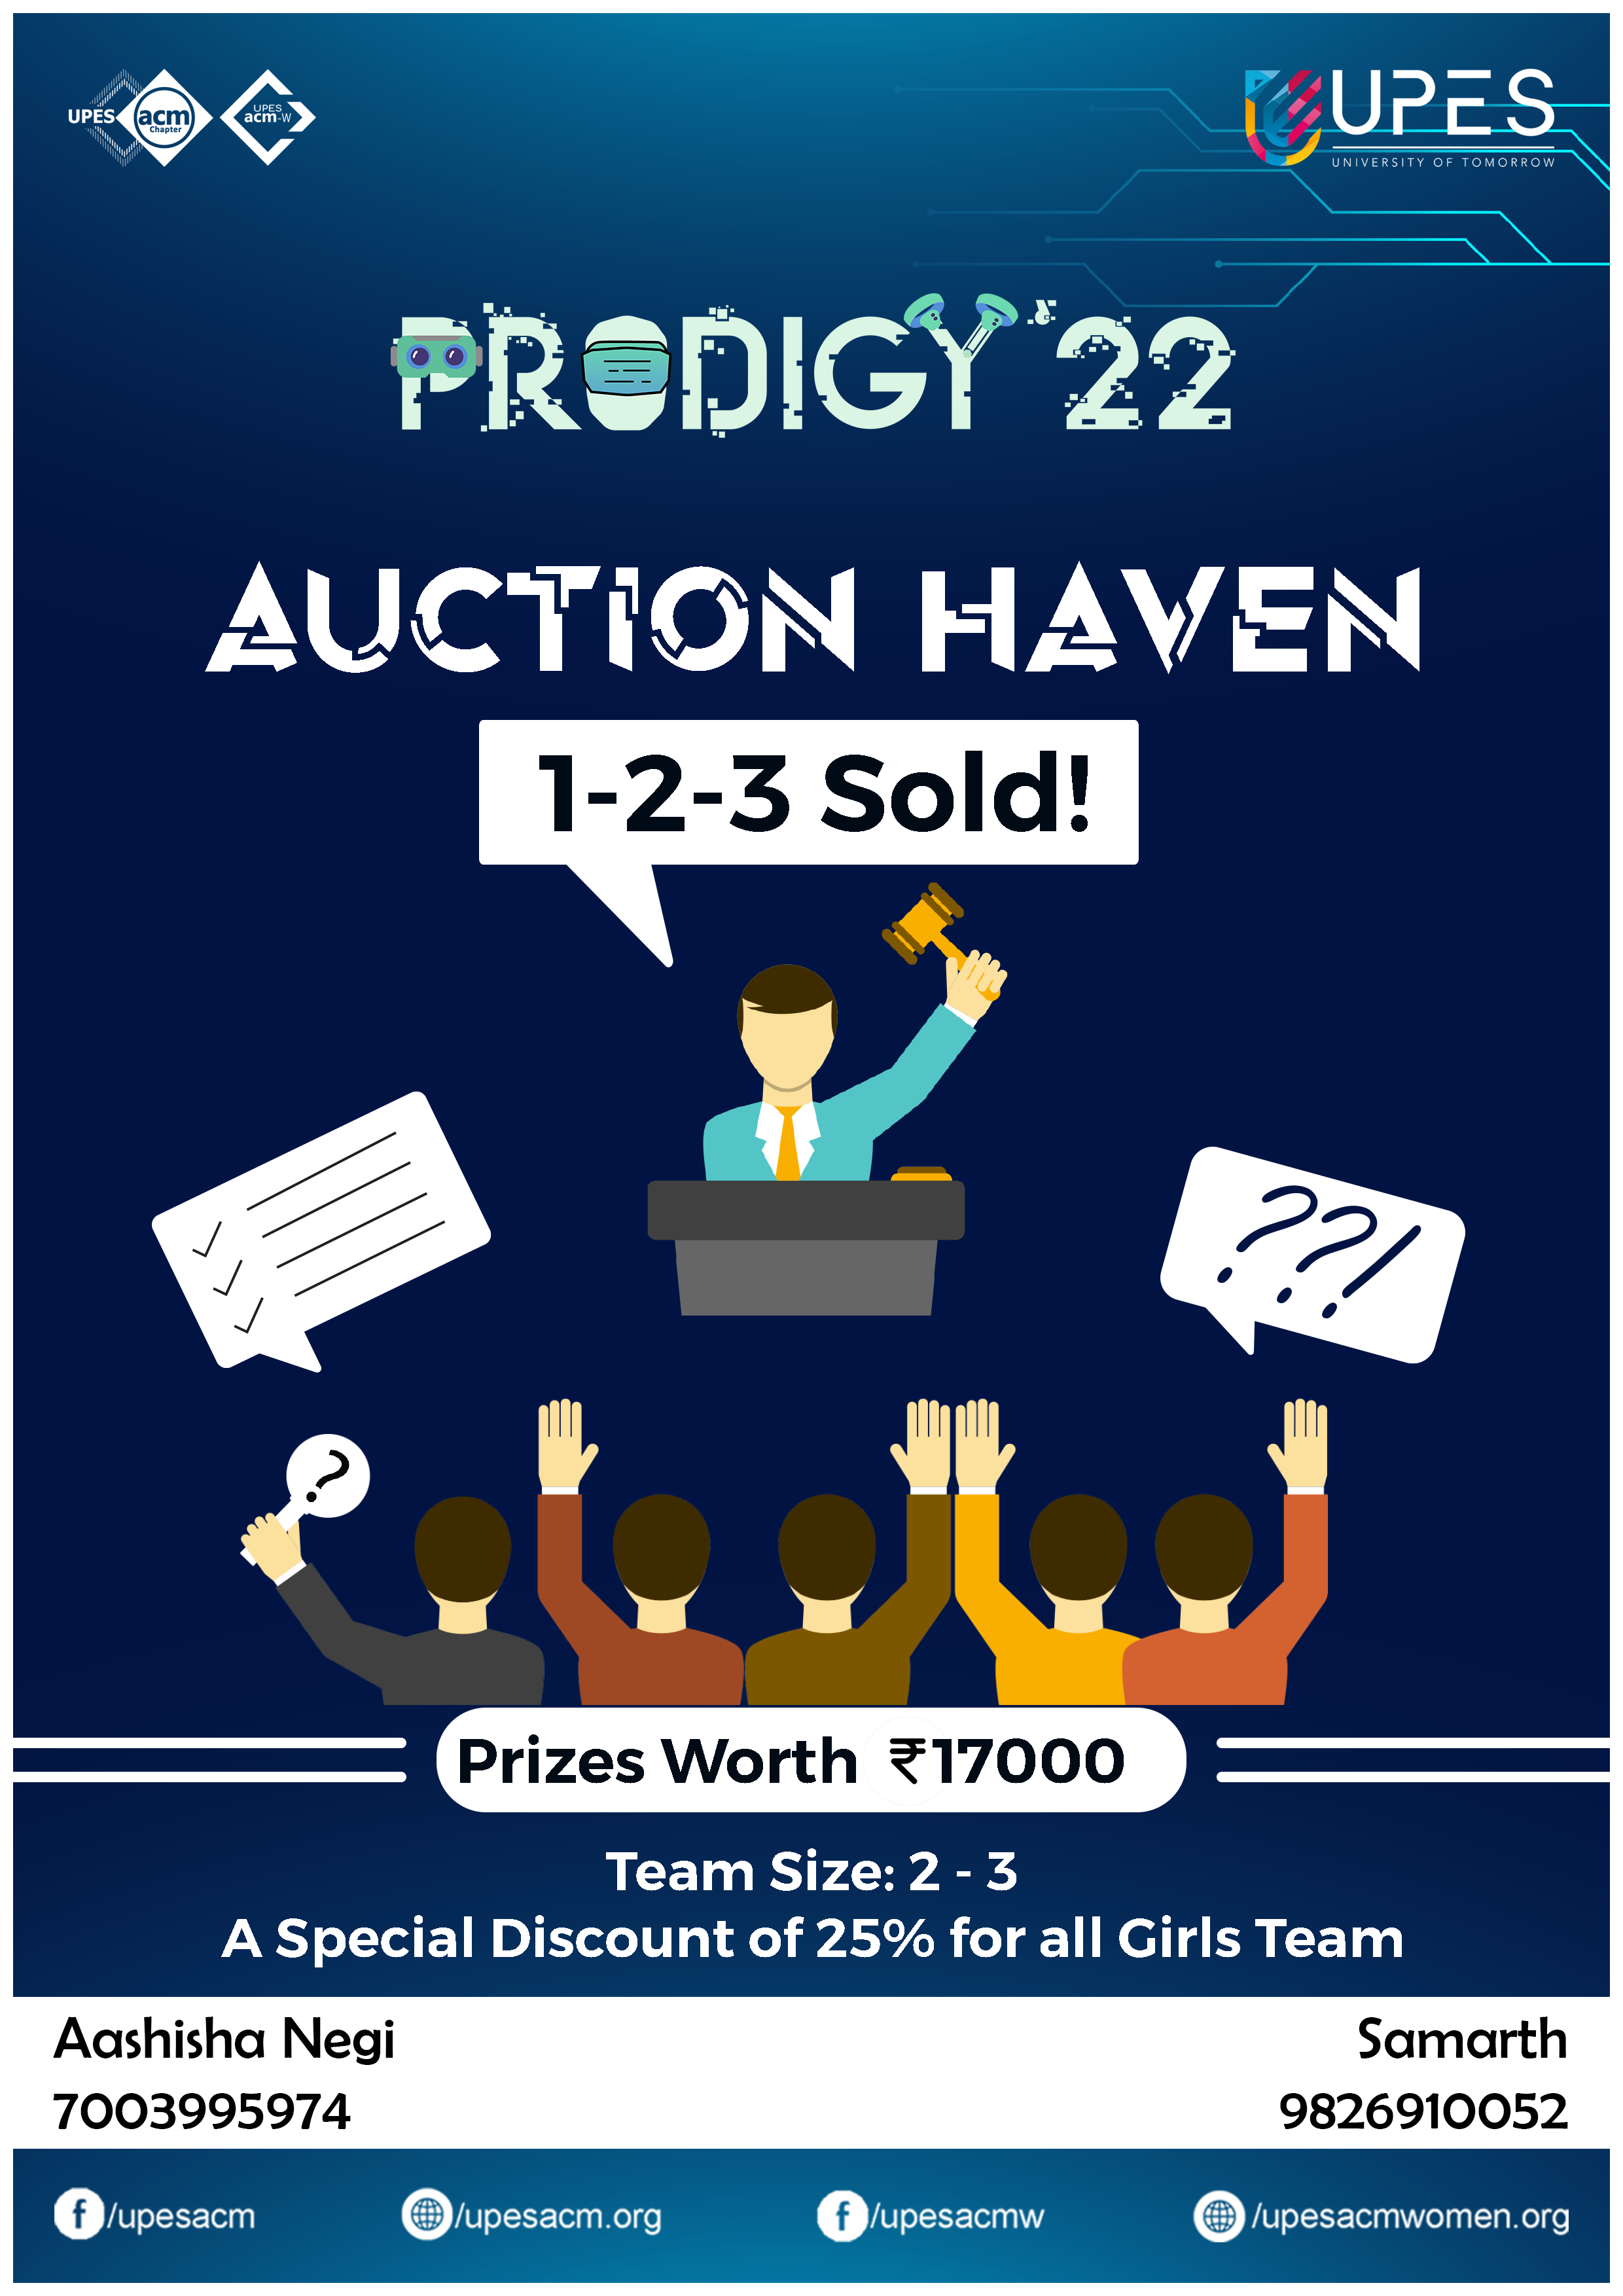 UPES acm Chapter
UPES acm-W
UPES
UNIVERSITY OF TOMORROW
PRODIGY '22
AUCTION HAVEN
1-2-3 Sold!
??!
?
Prizes Worth ₹17000
Team Size: 2 - 3
A Special Discount of 25% for all Girls Team
Aashisha Negi
7003995974
Samarth
9826910052
/upesacm
/upesacm.org
/upesacmw
/upesacmwomen.org